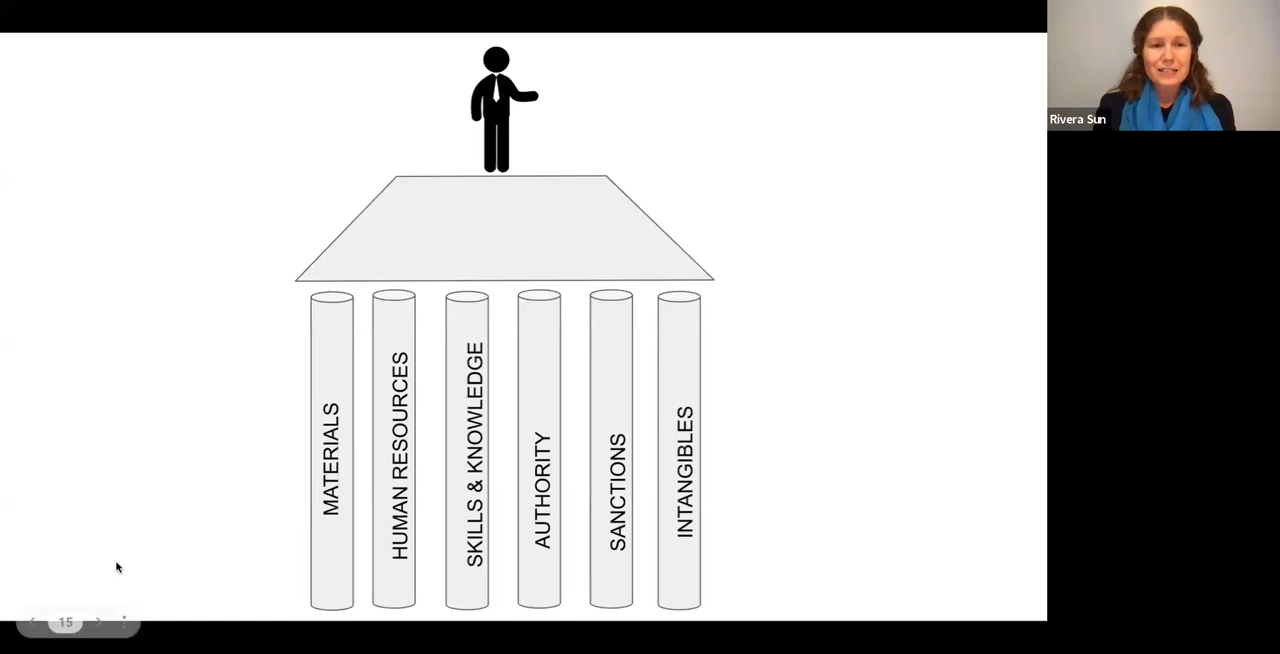 Rivera Sun
MATERIALS
HUMAN RESOURCES
SKILLS & KNOWLEDGE
AUTHORITY
SANCTIONS
INTANGIBLES
15